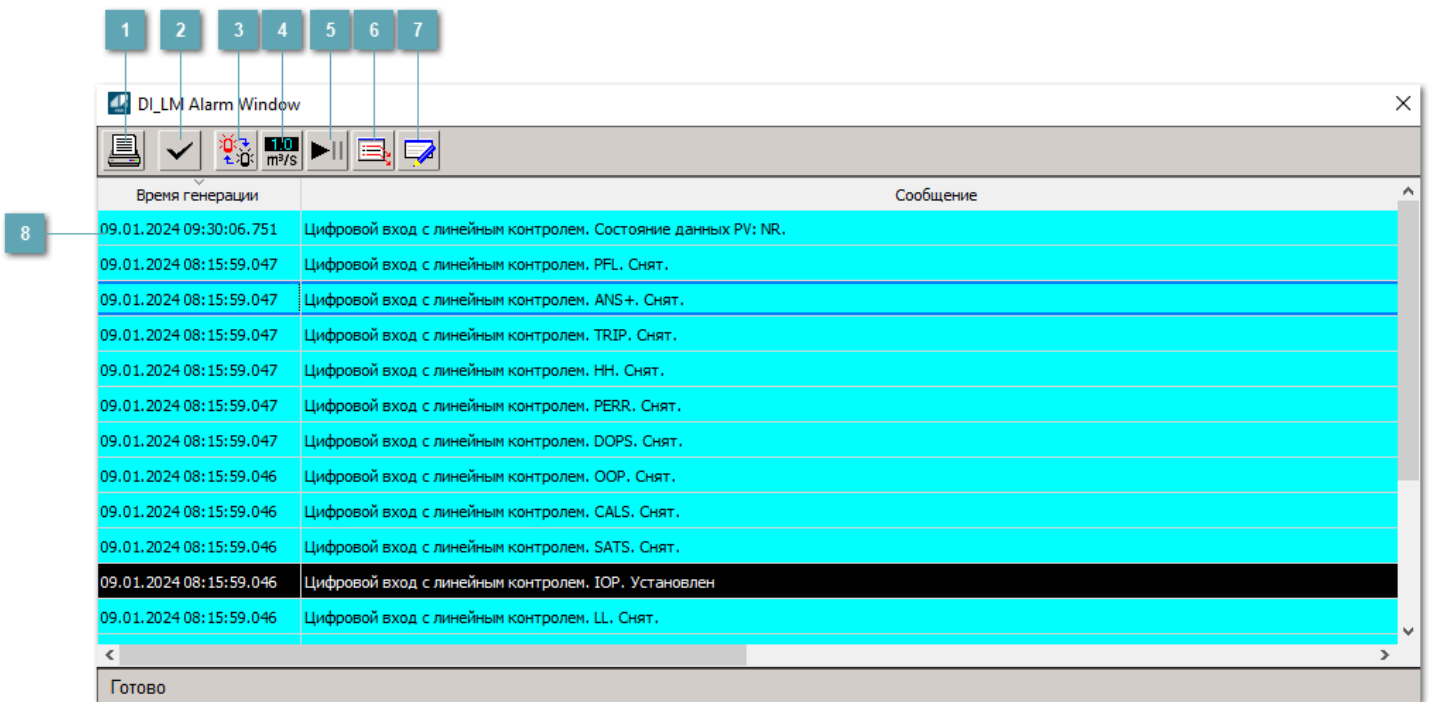 1 2 3 4 5 6 7
DI_LM Alarm Window
1.0
m³/s
Время генерации Сообщение
8
09.01.2024 09:30:06.751 Цифровой вход с линейным контролем. Состояние данных PV: NR.
09.01.2024 08:15:59.047 Цифровой вход с линейным контролем. PFL. Снят.
09.01.2024 08:15:59.047 Цифровой вход с линейным контролем. ANS+. Снят.
09.01.2024 08:15:59.047 Цифровой вход с линейным контролем. TRIP. Снят.
09.01.2024 08:15:59.047 Цифровой вход с линейным контролем. HH. Снят.
09.01.2024 08:15:59.047 Цифровой вход с линейным контролем. PERR. Снят.
09.01.2024 08:15:59.047 Цифровой вход с линейным контролем. DOPS. Снят.
09.01.2024 08:15:59.046 Цифровой вход с линейным контролем. OOP. Снят.
09.01.2024 08:15:59.046 Цифровой вход с линейным контролем. CALS. Снят.
09.01.2024 08:15:59.046 Цифровой вход с линейным контролем. SATS. Снят.
09.01.2024 08:15:59.046 Цифровой вход с линейным контролем. IOP. Установлен
09.01.2024 08:15:59.046 Цифровой вход с линейным контролем. LL. Снят.
Готово